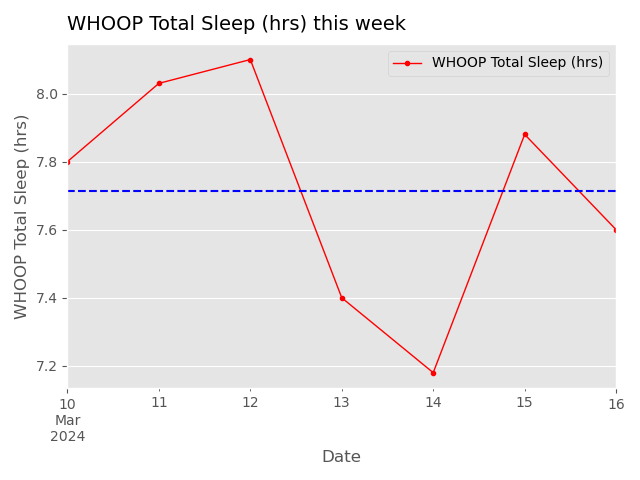 WHOOP Total Sleep (hrs) this week
WHOOP Total Sleep (hrs)
WHOOP Total Sleep (hrs)
8.0
7.8
7.6
7.4
7.2
10 11 12 13 14 15 16
Mar
2024
Date